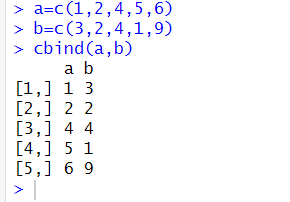 > a=c(1,2,4,5,6)
> b=c(3,2,4,1,9)
> cbind(a,b)
     a b
[1,] 1 3
[2,] 2 2
[3,] 4 4
[4,] 5 1
[5,] 6 9
>